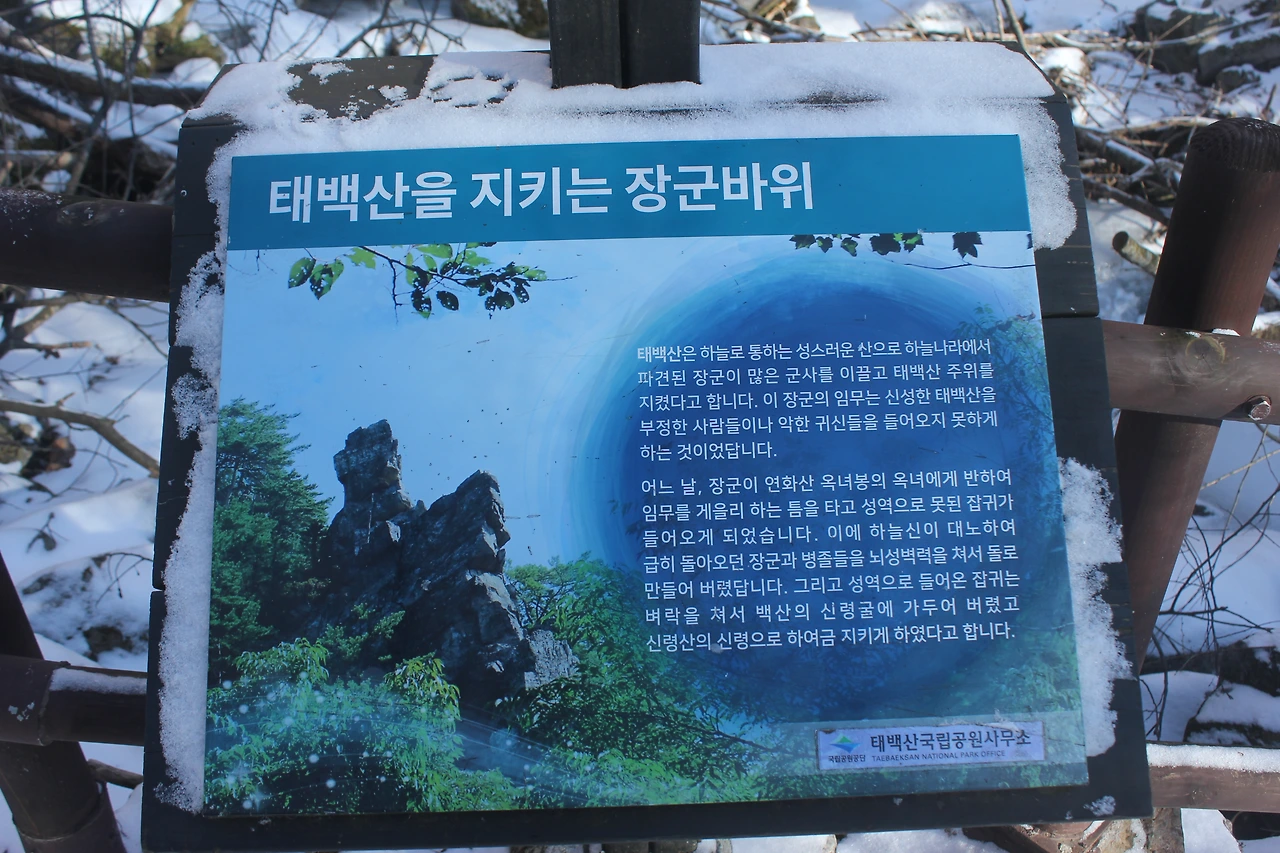 태백산을 지키는 장군바위
태백산은 하늘로 통하는 성스러운 산으로 하늘나라에서
파견된 장군이 많은 군사를 이끌고 태백산 주위를
지켰다고 합니다. 이 장군의 임무는 신성한 태백산을
부정한 사람들이나 악한 귀신들을 들어오지 못하게
하는 것이었답니다.
어느 날, 장군이 연화산 옥녀봉의 옥녀에게 반하여
임무를 게을리 하는 틈을 타고 성역으로 못된 잡귀가
들어오게 되었습니다. 이에 하늘신이 대노하여
급히 돌아오던 장군과 병졸들을 뇌성벽력을 쳐서 돌로
만들어 버렸답니다. 그리고 성역으로 들어온 잡귀는
벼락을 쳐서 백산의 신령굴에 가두어 버렸고
신령산의 신령으로 하여금 지키게 하였다고 합니다.
국립공원공단
태백산국립공원사무소
TAEBAEKSAN NATIONAL PARK OFFICE